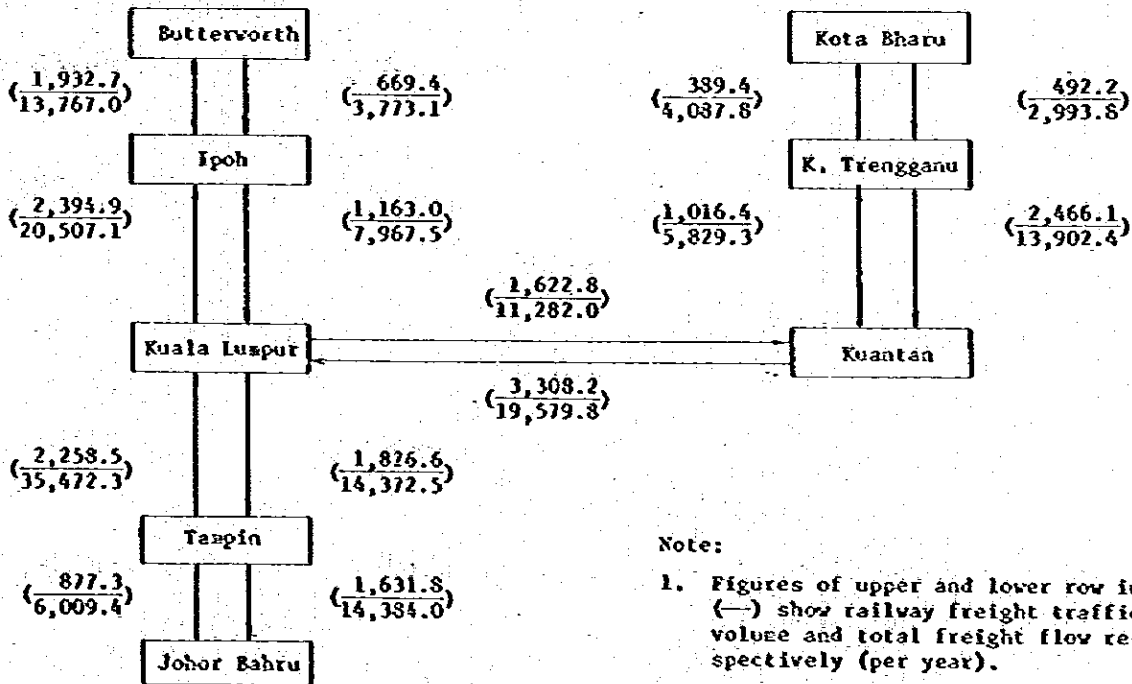 Butterworth
Kota Bharu
(1,932.7/13,767.0)
(669.4/3,773.1)
(389.4/4,087.8)
(492.2/2,993.8)
Ipoh
K. Trengganu
(2,394.9/20,507.1)
(1,163.0/7,967.5)
(1,016.4/5,829.3)
(2,466.1/13,902.4)
(1,622.8/11,282.0)
Kuala Lumpur
Kuantan
(3,308.2/19,579.8)
(2,258.5/35,472.3)
(1,826.6/14,372.5)
Tampin
Note:
(877.3/6,009.4)
(1,631.8/14,384.0)
1. Figures of upper and lower row in
(—) show railway freight traffic
volume and total freight flow re-
spectively (per year).
Johor Bahru